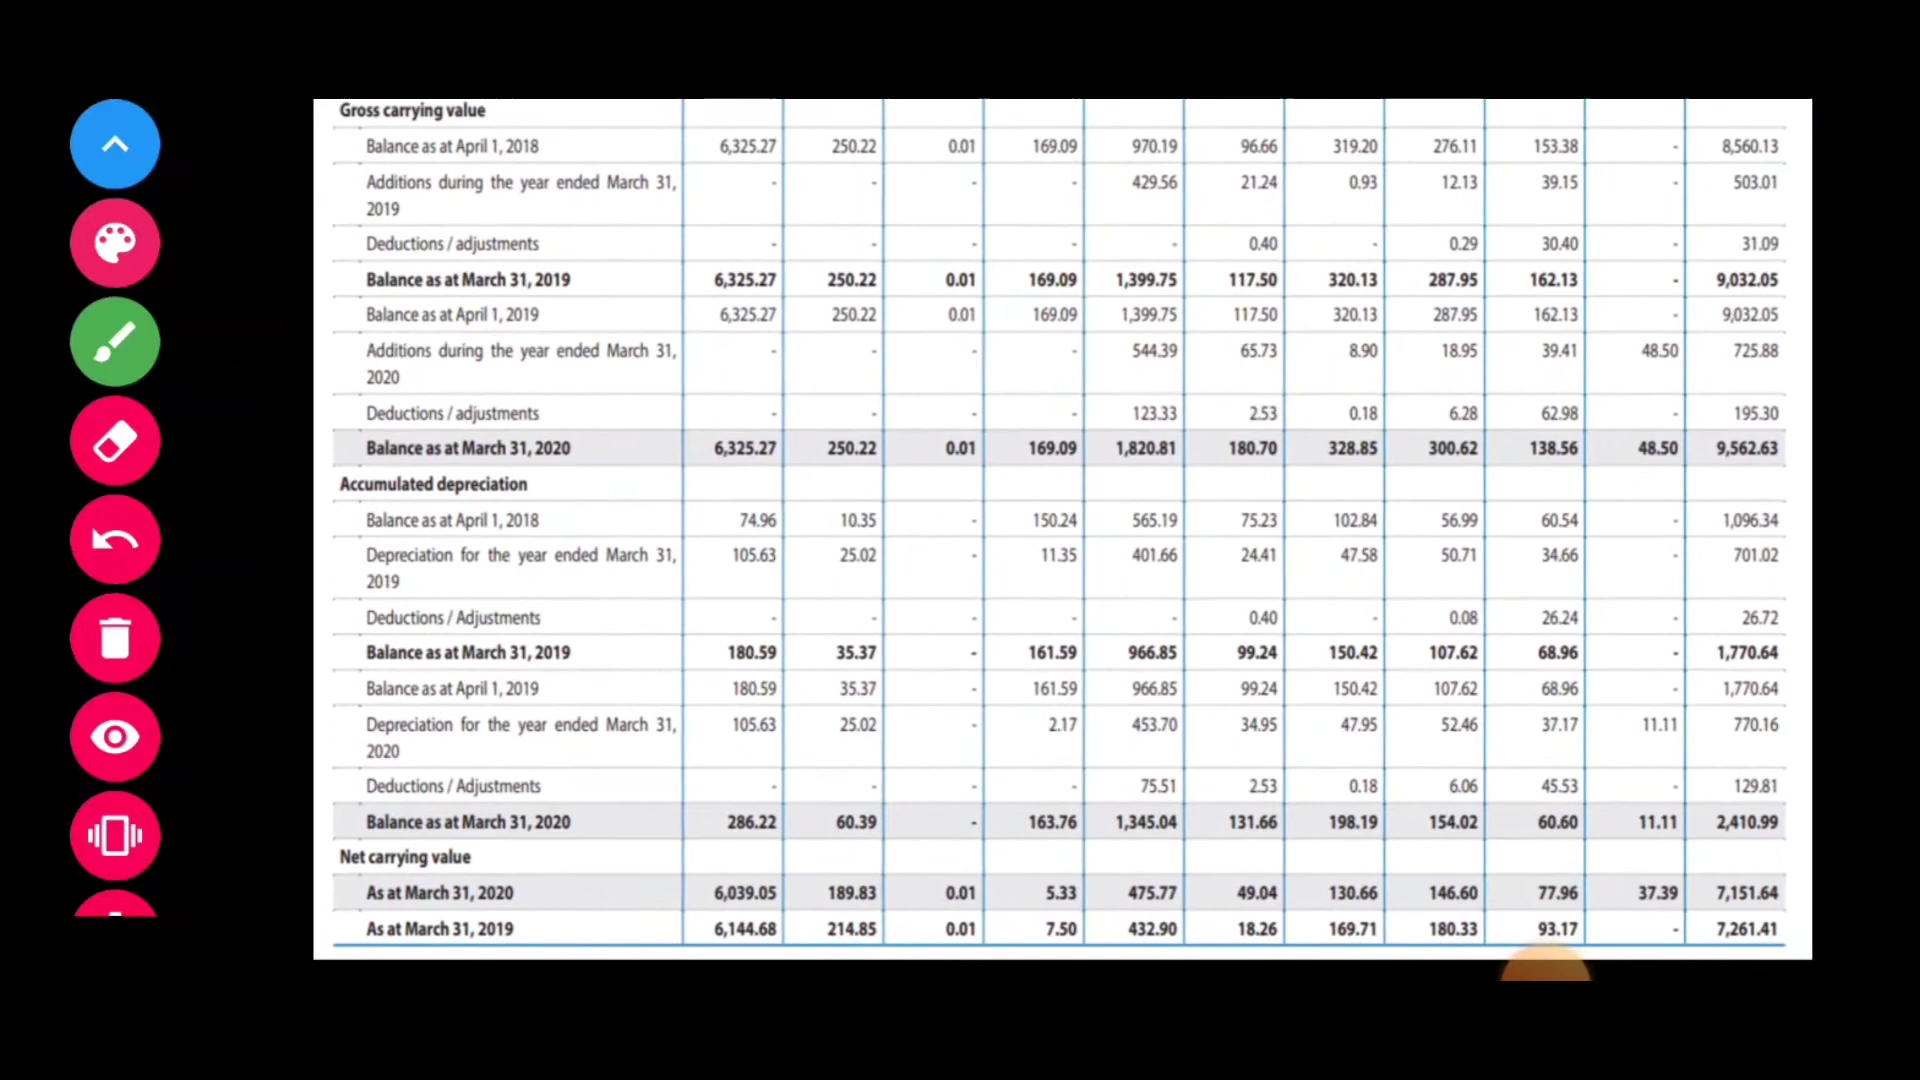 Gross carrying value
Balance as at April 1, 2018 6,325.27 250.22 0.01 169.09 970.19 96.66 319.20 276.11 153.38 - 8,560.13
Additions during the year ended March 31, - - - - 429.56 21.24 0.93 12.13 39.15 - 503.01
2019
Deductions / adjustments - - - - - 0.40 - 0.29 30.40 - 31.09
Balance as at March 31, 2019 6,325.27 250.22 0.01 169.09 1,399.75 117.50 320.13 287.95 162.13 - 9,032.05
Balance as at April 1, 2019 6,325.27 250.22 0.01 169.09 1,399.75 117.50 320.13 287.95 162.13 - 9,032.05
Additions during the year ended March 31, - - - - 544.39 65.73 8.90 18.95 39.41 48.50 725.88
2020
Deductions / adjustments - - - - 123.33 2.53 0.18 6.28 62.98 - 195.30
Balance as at March 31, 2020 6,325.27 250.22 0.01 169.09 1,820.81 180.70 328.85 300.62 138.56 48.50 9,562.63
Accumulated depreciation
Balance as at April 1, 2018 74.96 10.35 - 150.24 565.19 75.23 102.84 56.99 60.54 - 1,096.34
Depreciation for the year ended March 31, 105.63 25.02 - 11.35 401.66 24.41 47.58 50.71 34.66 - 701.02
2019
Deductions / Adjustments - - - - - 0.40 - 0.08 26.24 - 26.72
Balance as at March 31, 2019 180.59 35.37 - 161.59 966.85 99.24 150.42 107.62 68.96 - 1,770.64
Balance as at April 1, 2019 180.59 35.37 - 161.59 966.85 99.24 150.42 107.62 68.96 - 1,770.64
Depreciation for the year ended March 31, 105.63 25.02 - 2.17 453.70 34.95 47.95 52.46 37.17 11.11 770.16
2020
Deductions / Adjustments - - - - 75.51 2.53 0.18 6.06 45.53 - 129.81
Balance as at March 31, 2020 286.22 60.39 - 163.76 1,345.04 131.66 198.19 154.02 60.60 11.11 2,410.99
Net carrying value
As at March 31, 2020 6,039.05 189.83 0.01 5.33 475.77 49.04 130.66 146.60 77.96 37.39 7,151.64
As at March 31, 2019 6,144.68 214.85 0.01 7.50 432.90 18.26 169.71 180.33 93.17 - 7,261.41